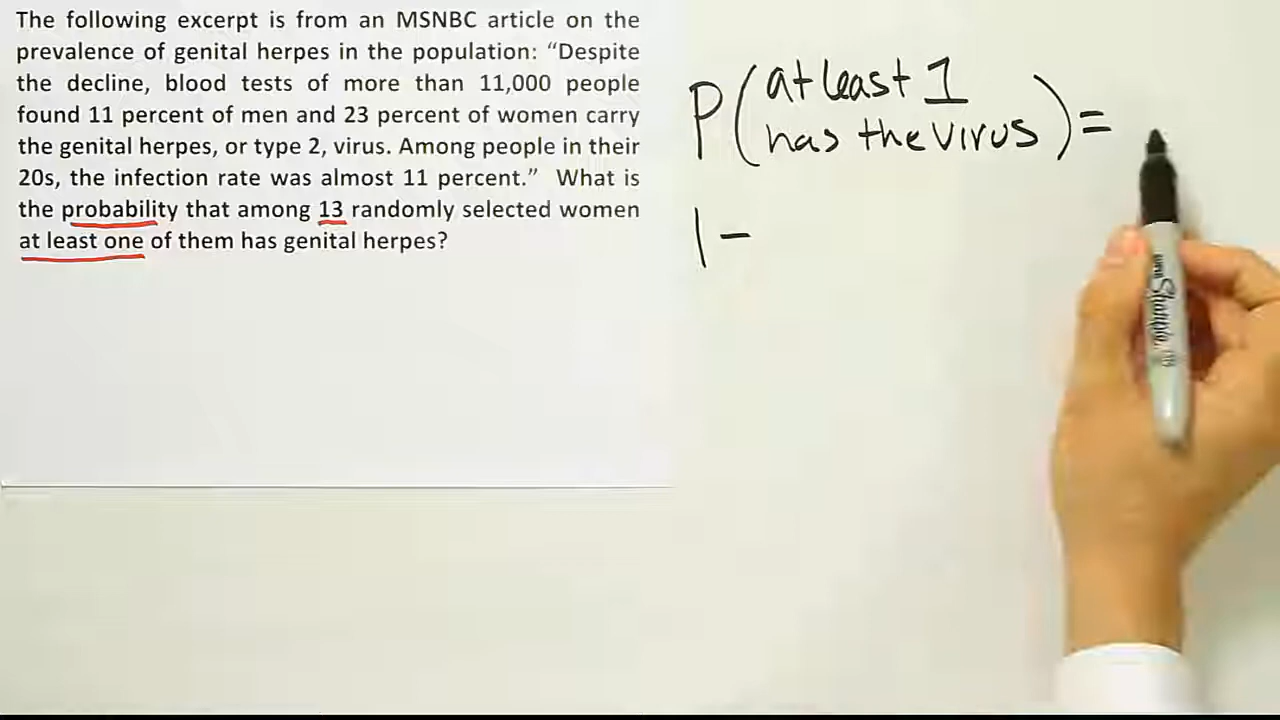 The following excerpt is from an MSNBC article on the
prevalence of genital herpes in the population: “Despite
the decline, blood tests of more than 11,000 people
found 11 percent of men and 23 percent of women carry
the genital herpes, or type 2, virus. Among people in their
20s, the infection rate was almost 11 percent.” What is
the probability that among 13 randomly selected women
at least one of them has genital herpes?
P(at least 1
has the virus) =
1 -
Sharpie